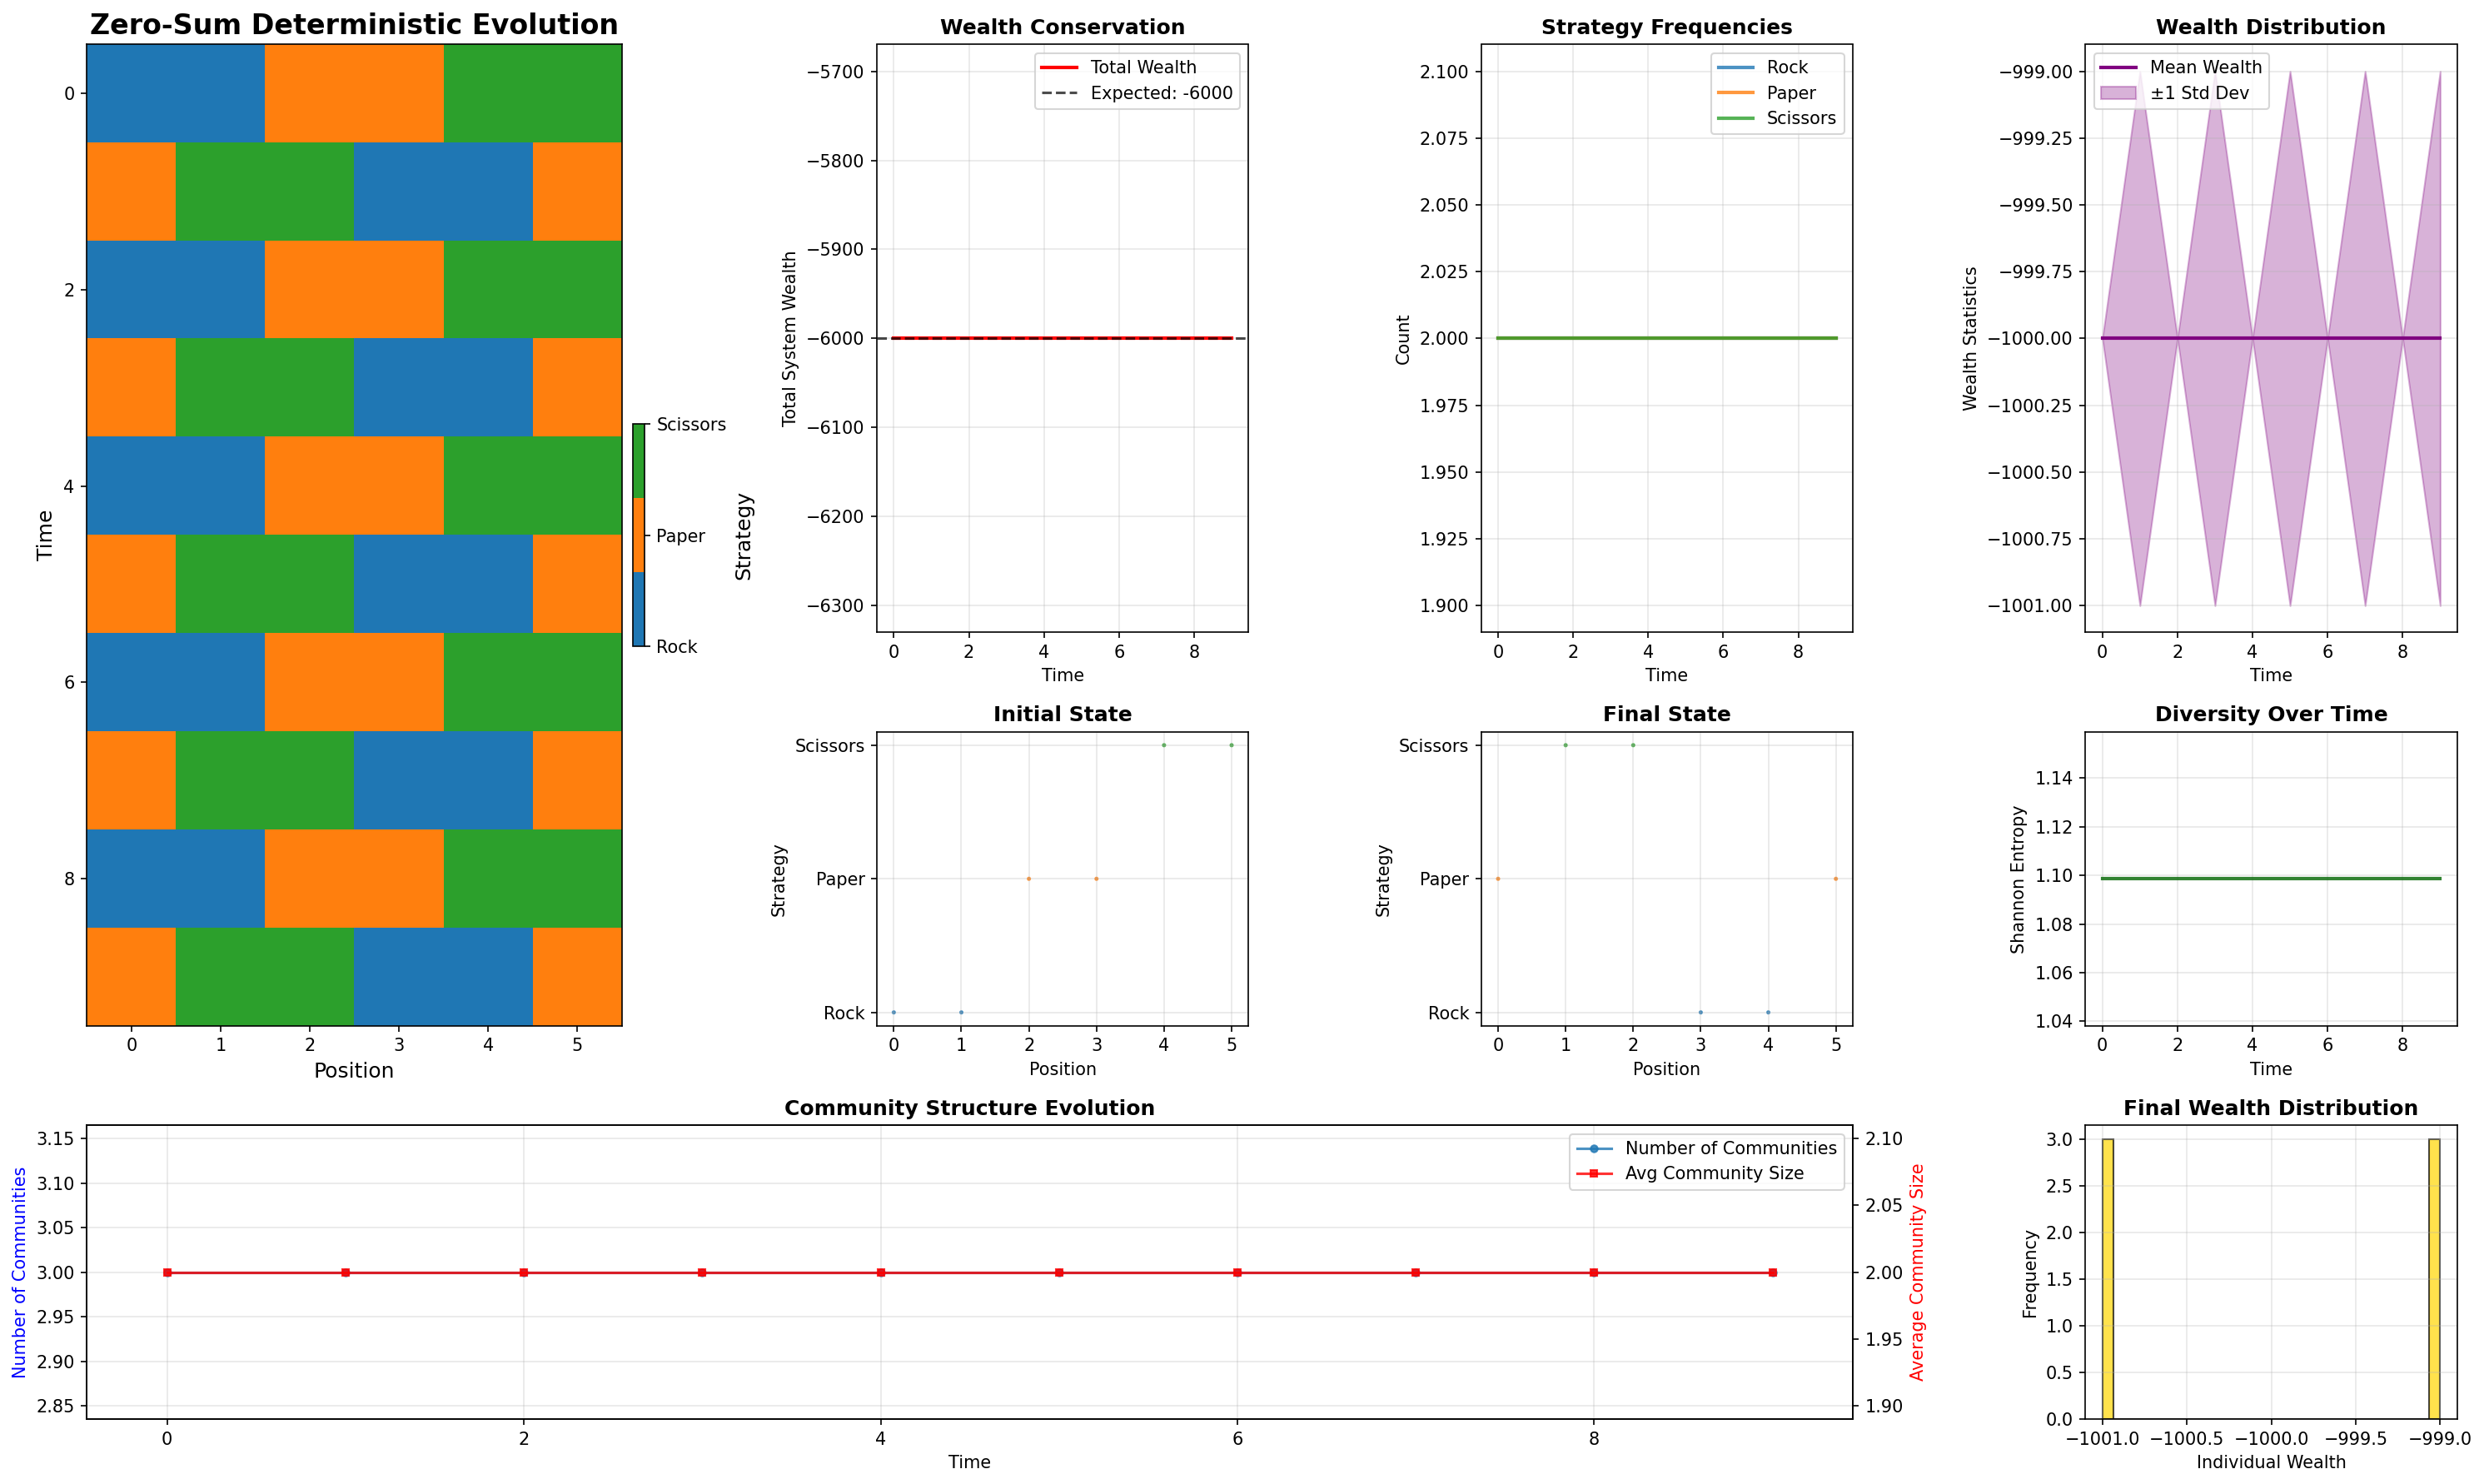 Zero-Sum Deterministic Evolution
0
2
4
6
8
Time
0 1 2 3 4 5
Position
Scissors
Paper
Rock
Strategy
Wealth Conservation
Total Wealth
Expected: -6000
−5700
−5800
−5900
−6000
−6100
−6200
−6300
Total System Wealth
0 2 4 6 8
Time
Strategy Frequencies
Rock
Paper
Scissors
2.100
2.075
2.050
2.025
2.000
1.975
1.950
1.925
1.900
Count
0 2 4 6 8
Time
Wealth Distribution
Mean Wealth
±1 Std Dev
−999.00
−999.25
−999.50
−999.75
−1000.00
−1000.25
−1000.50
−1000.75
−1001.00
Wealth Statistics
0 2 4 6 8
Time
Initial State
Scissors
Paper
Rock
Strategy
0 1 2 3 4 5
Position
Final State
Scissors
Paper
Rock
Strategy
0 1 2 3 4 5
Position
Diversity Over Time
1.14
1.12
1.10
1.08
1.06
1.04
Shannon Entropy
0 2 4 6 8
Time
Community Structure Evolution
Number of Communities
Avg Community Size
3.15
3.10
3.05
3.00
2.95
2.90
2.85
Number of Communities
2.10
2.05
2.00
1.95
1.90
Average Community Size
0 2 4 6 8
Time
Final Wealth Distribution
3.0
2.5
2.0
1.5
1.0
0.5
0.0
Frequency
−1001.0 −1000.5 −1000.0 −999.5 −999.0
Individual Wealth